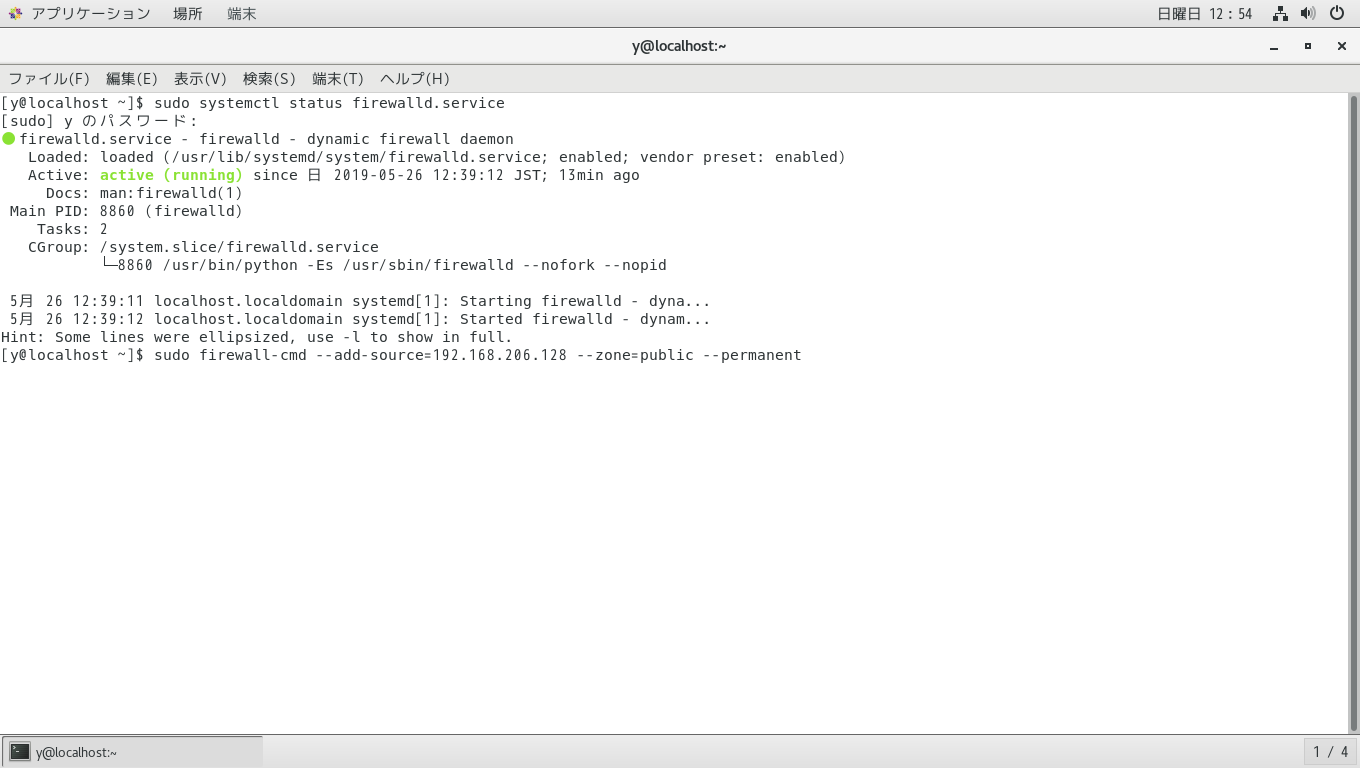 アプリケーション 場所 端末 日曜日 12：54
y@localhost:~
ファイル(F) 編集(E) 表示(V) 検索(S) 端末(T) ヘルプ(H)
[y@localhost ~]$ sudo systemctl status firewalld.service
[sudo] y のパスワード:
● firewalld.service - firewalld - dynamic firewall daemon
   Loaded: loaded (/usr/lib/systemd/system/firewalld.service; enabled; vendor preset: enabled)
   Active: active (running) since 日 2019-05-26 12:39:12 JST; 13min ago
     Docs: man:firewalld(1)
 Main PID: 8860 (firewalld)
    Tasks: 2
   CGroup: /system.slice/firewalld.service
           └─8860 /usr/bin/python -Es /usr/sbin/firewalld --nofork --nopid
 5月 26 12:39:11 localhost.localdomain systemd[1]: Starting firewalld - dyna...
 5月 26 12:39:12 localhost.localdomain systemd[1]: Started firewalld - dynam...
Hint: Some lines were ellipsized, use -l to show in full.
[y@localhost ~]$ sudo firewall-cmd --add-source=192.168.206.128 --zone=public --permanent
y@localhost:~ 1 / 4